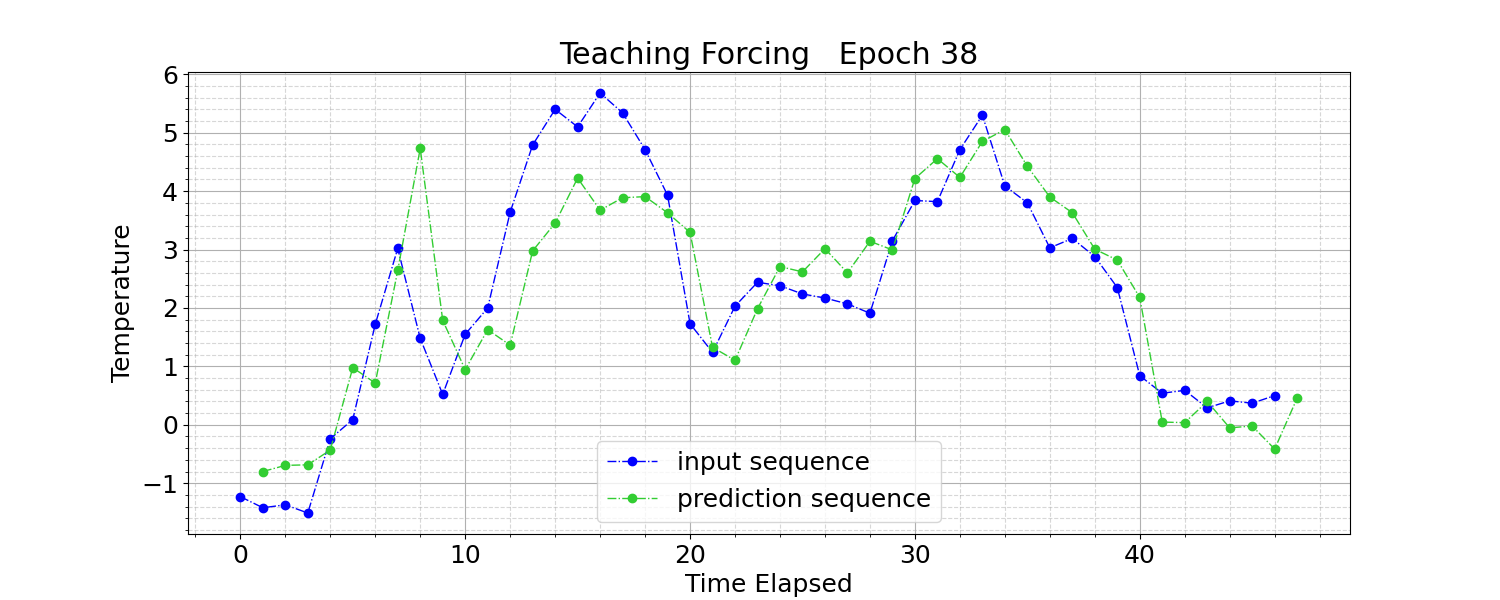 Teaching Forcing   Epoch 38
6
5
4
3
2
1
0
−1
Temperature
input sequence
prediction sequence
0 10 20 30 40
Time Elapsed